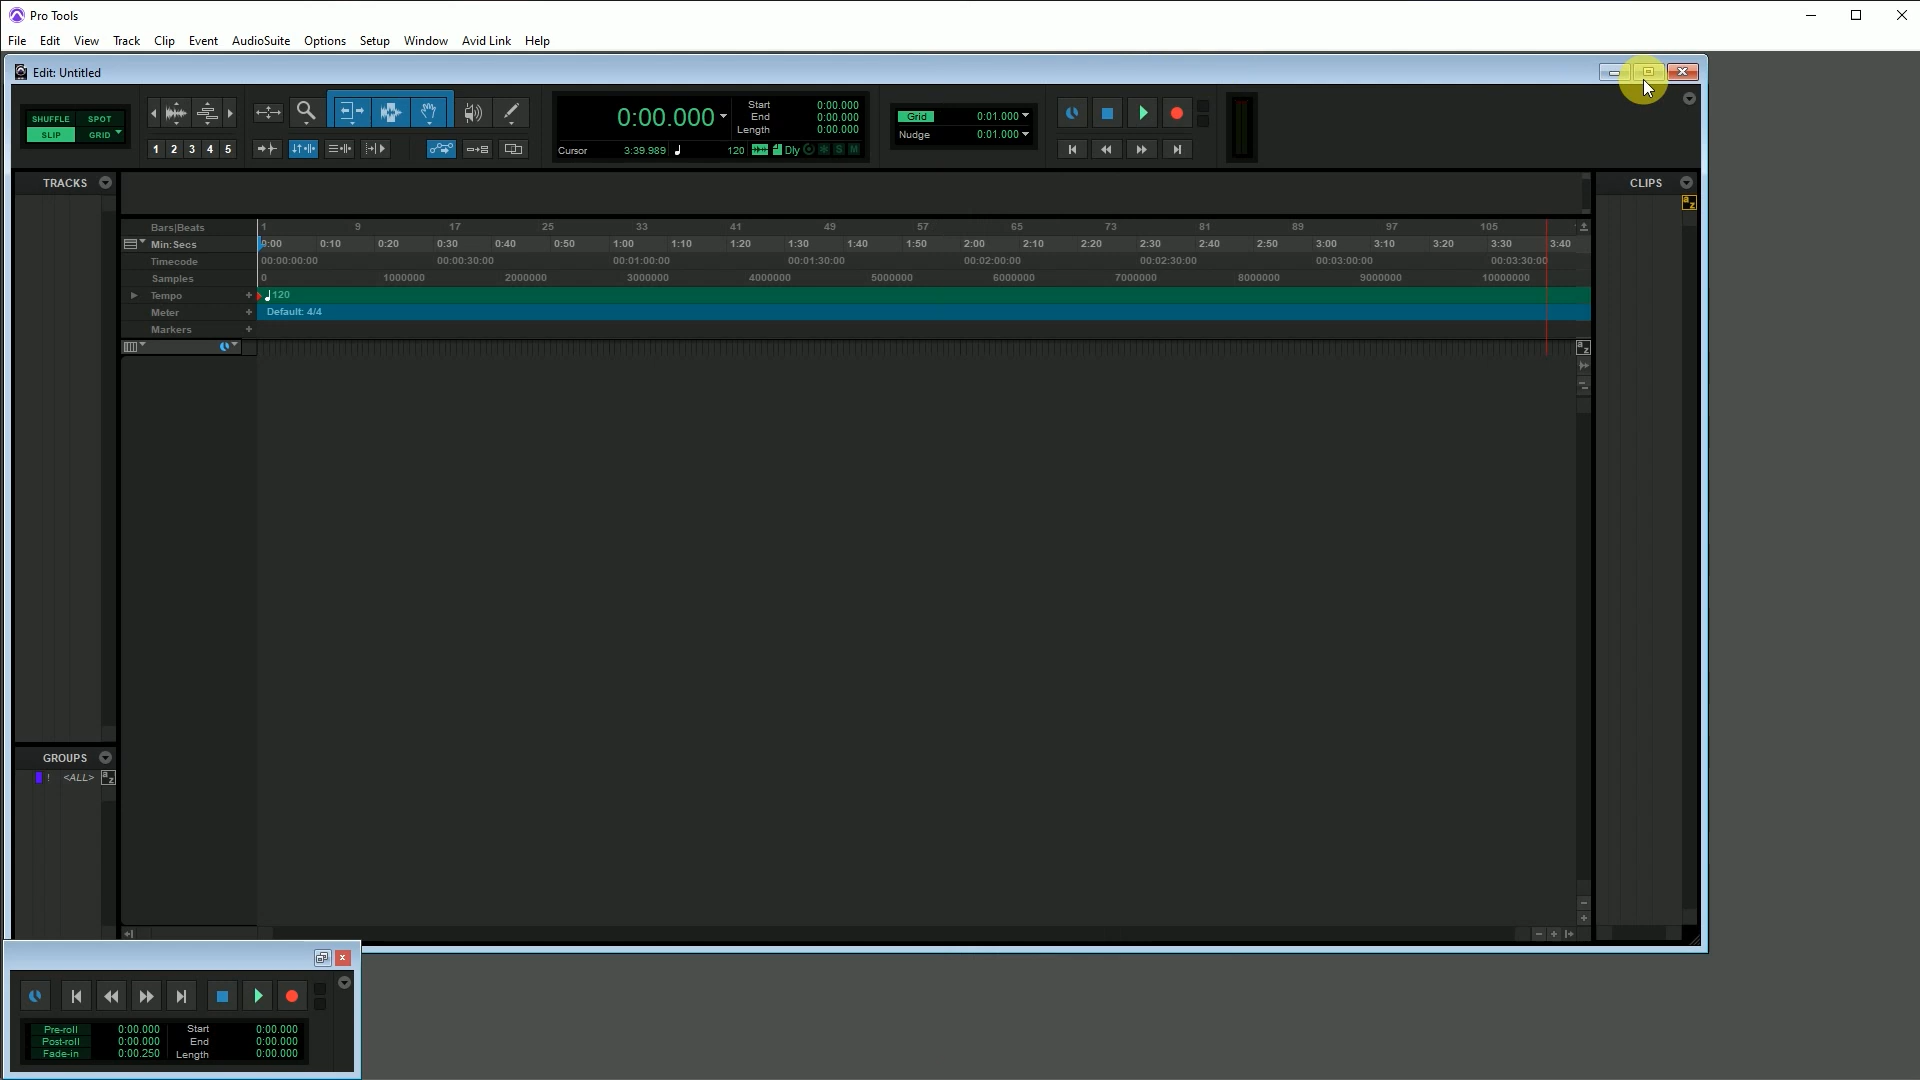 Pro Tools
File Edit View Track Clip Event AudioSuite Options Setup Window Avid Link Help
Edit: Untitled
SHUFFLE SPOT
SLIP GRID
1 2 3 4 5
0:00.000
Start 0:00.000
End 0:00.000
Length 0:00.000
Cursor 3:39.989 120 Dly S M
Grid 0:01.000
Nudge 0:01.000
TRACKS
CLIPS
a z
Bars|Beats 1 9 17 25 33 41 49 57 65 73 81 89 97 105
Min:Secs 0:00 0:10 0:20 0:30 0:40 0:50 1:00 1:10 1:20 1:30 1:40 1:50 2:00 2:10 2:20 2:30 2:40 2:50 3:00 3:10 3:20 3:30 3:40
Timecode 00:00:00:00 00:00:30:00 00:01:00:00 00:01:30:00 00:02:00:00 00:02:30:00 00:03:00:00 00:03:30:00
Samples 0 1000000 2000000 3000000 4000000 5000000 6000000 7000000 8000000 9000000 10000000
Tempo + 120
Meter + Default: 4/4
Markers +
a z
GROUPS
! <ALL> a z
Pre-roll 0:00.000 Start 0:00.000
Post-roll 0:00.000 End 0:00.000
Fade-in 0:00.250 Length 0:00.000